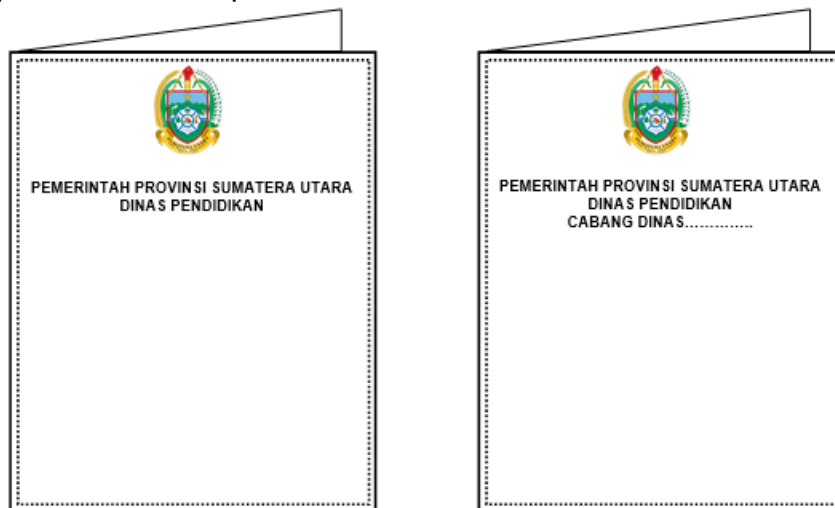 PEMERINTAH PROVINSI SUMATERA UTARA
DINAS PENDIDIKAN
PEMERINTAH PROVINSI SUMATERA UTARA
DINAS PENDIDIKAN
CABANG DINAS..............